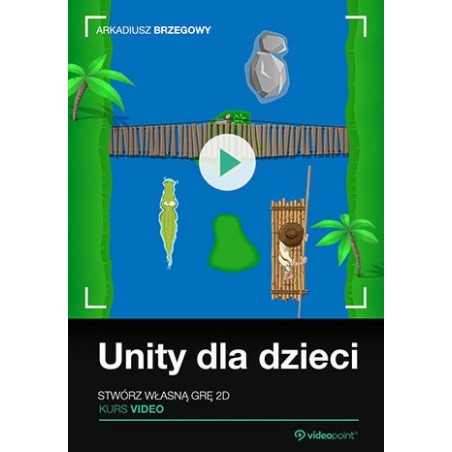 ARKADIUSZ BRZEGOWY
Unity dla dzieci
STWÓRZ WŁASNĄ GRĘ 2D
KURS VIDEO
videopoint